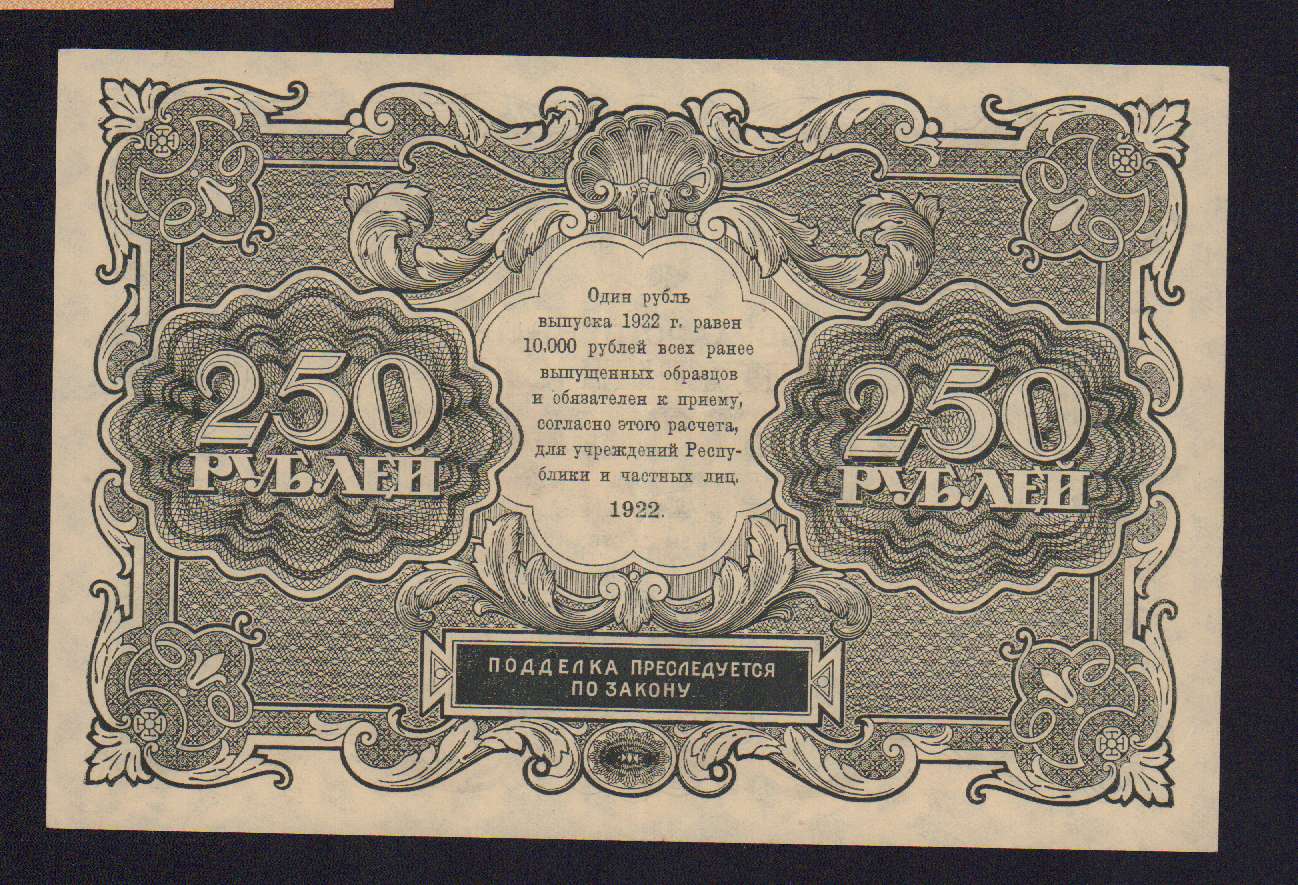 Один рубль
выпуска 1922 г. равен
10.000 рублей всех ранее
выпущенных образцов
и обязателен к приему,
согласно этого расчета,
для учреждений Респу-
блики и частных лиц.
1922.
250
РУБЛЕЙ
250
РУБЛЕЙ
ПОДДЕЛКА ПРЕСЛЕДУЕТСЯ
ПО ЗАКОНУ